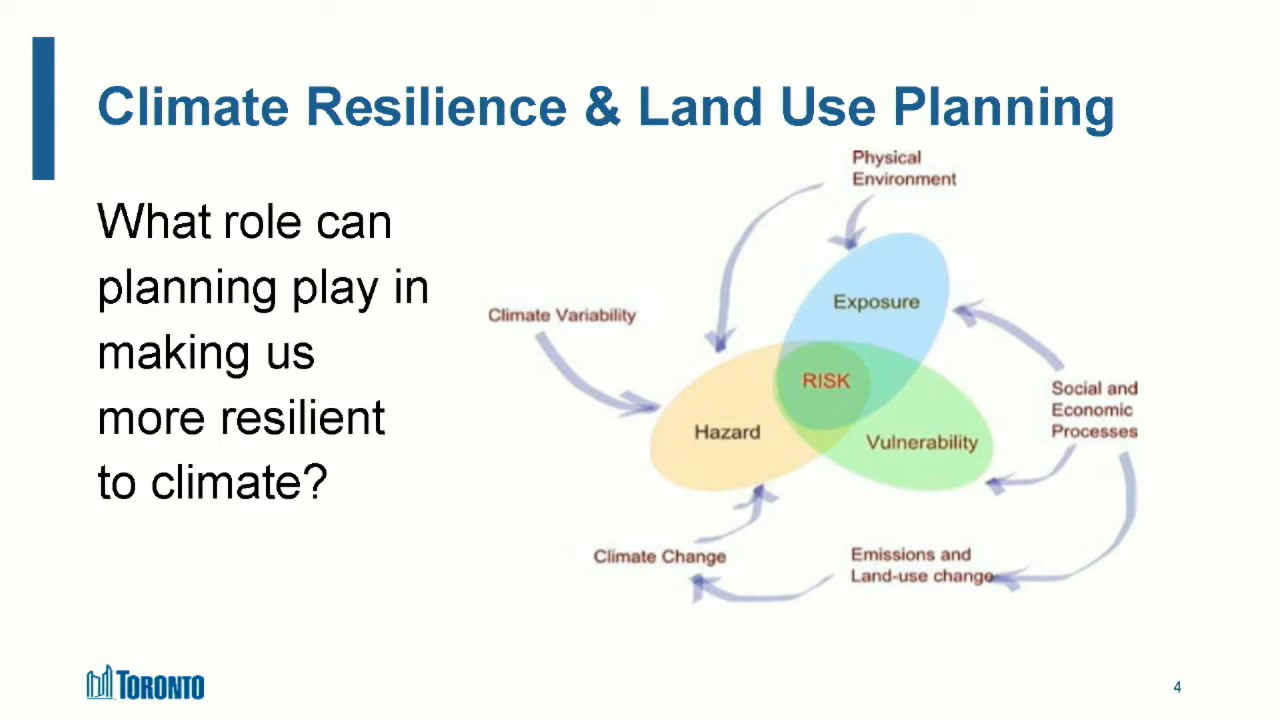 Climate Resilience & Land Use Planning
What role can
planning play in
making us
more resilient
to climate?
Physical
Environment
Climate Variability
Exposure
RISK
Hazard
Vulnerability
Social and
Economic
Processes
Climate Change
Emissions and
Land-use change
TORONTO
4